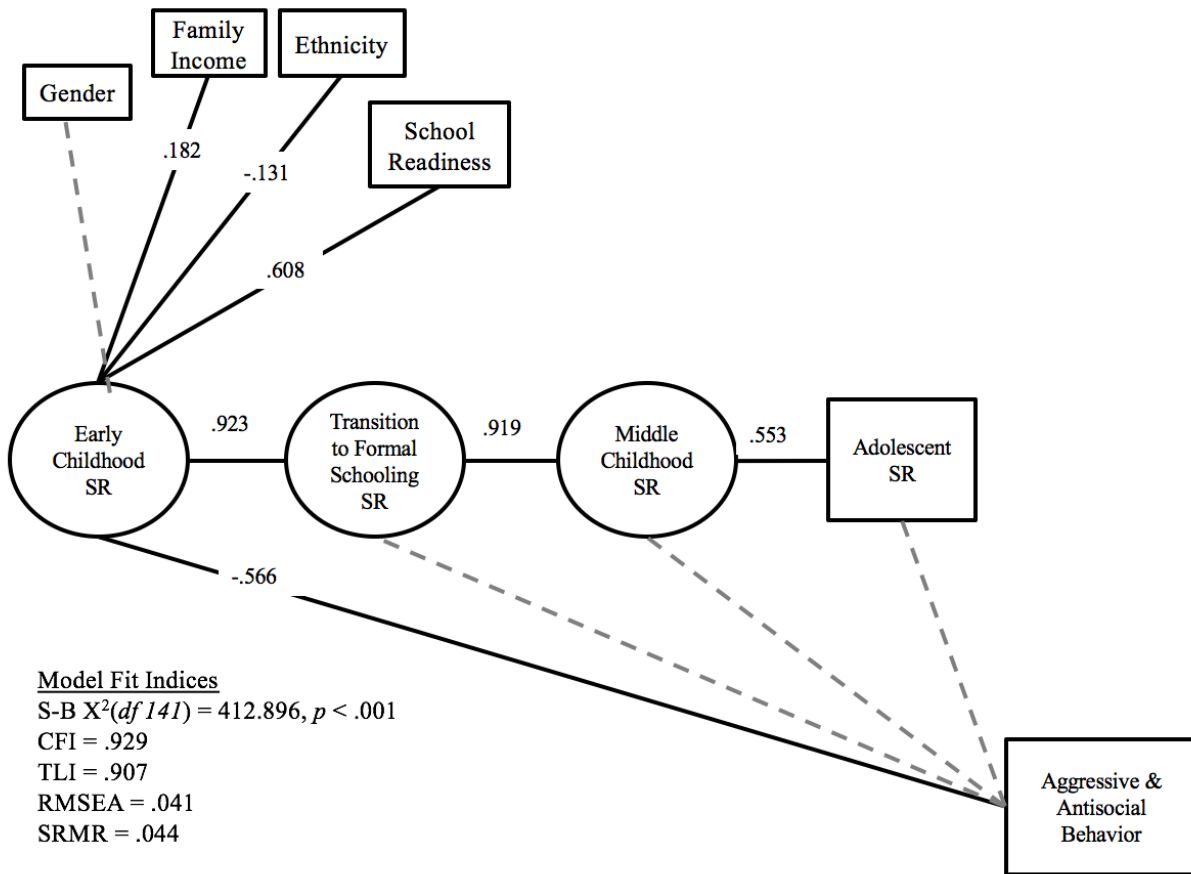 Family
Income
Ethnicity
Gender
School
Readiness
.182
-.131
.608
Early
Childhood
SR
.923
Transition
to Formal
Schooling
SR
.919
Middle
Childhood
SR
.553
Adolescent
SR
-.566
Model Fit Indices
S-B X²(df 141) = 412.896, p < .001
CFI = .929
TLI = .907
RMSEA = .041
SRMR = .044
Aggressive &
Antisocial
Behavior